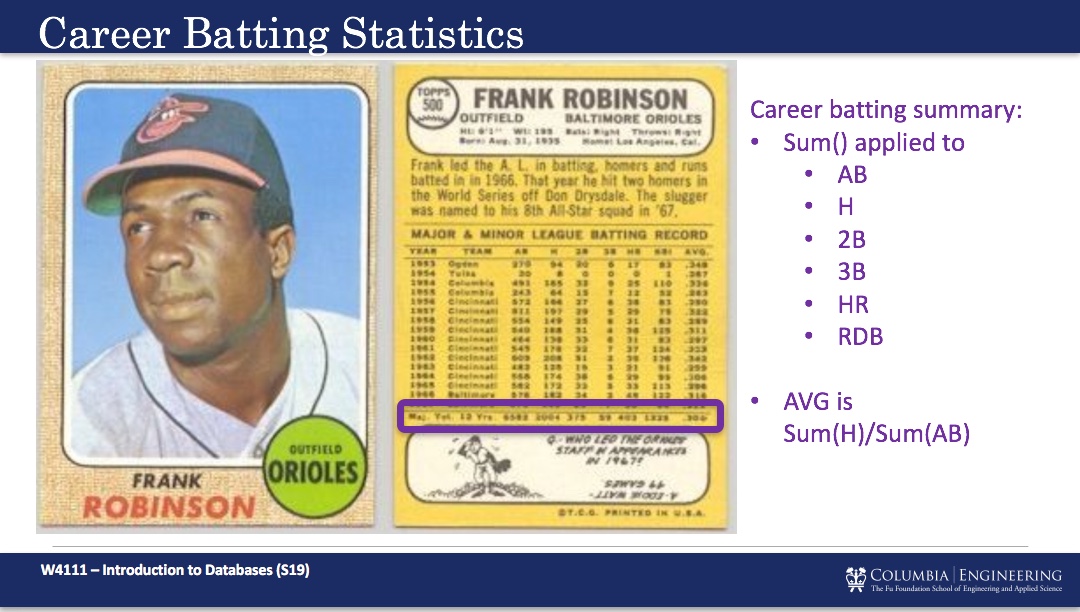 Career Batting Statistics
FRANK
ROBINSON
OUTFIELD
ORIOLES
TOPPS
500
FRANK ROBINSON
OUTFIELD BALTIMORE ORIOLES
Ht: 6'1" Wt: 195 Bats: Right Throws: Right
Born: Aug. 31, 1935 Home: Los Angeles, Cal.
Frank led the A. L. in batting, homers and runs
batted in in 1966. That year he hit two homers in
the World Series off Don Drysdale. The slugger
was named to his 8th All-Star squad in '67.
MAJOR & MINOR LEAGUE BATTING RECORD
YEAR TEAM AB H 2B 3B HR RBI AVG.
1953 Ogden 270 94 20 6 17 83 .348
1954 Tulsa 30 8 0 0 0 1 .267
1954 Columbia 491 165 32 9 25 110 .336
1955 Columbia 243 64 15 7 12 52 .263
1956 Cincinnati 572 166 27 6 38 83 .290
1957 Cincinnati 611 197 29 5 29 75 .322
1958 Cincinnati 554 149 25 6 31 83 .269
1959 Cincinnati 540 168 31 4 36 125 .311
1960 Cincinnati 464 138 33 6 31 83 .297
1961 Cincinnati 545 176 32 7 37 124 .323
1962 Cincinnati 609 208 51 2 39 136 .342
1963 Cincinnati 482 125 19 3 21 91 .259
1964 Cincinnati 568 174 38 6 29 96 .306
1965 Cincinnati 582 172 33 5 33 113 .296
1966 Baltimore 576 182 34 2 49 122 .316
Maj. Tot. 12 Yrs. 6582 2004 375 59 403 1225 .304
Q.- WHO LED THE ORIOLES'
STAFF IN APPEARANCES
IN 1967?
A- EDDIE WATT-
66 GAMES
©T.C.G. PRINTED IN U.S.A.
Career batting summary:
• Sum() applied to
• AB
• H
• 2B
• 3B
• HR
• RDB
• AVG is
Sum(H)/Sum(AB)
W4111 – Introduction to Databases (S19)
COLUMBIA | ENGINEERING
The Fu Foundation School of Engineering and Applied Science